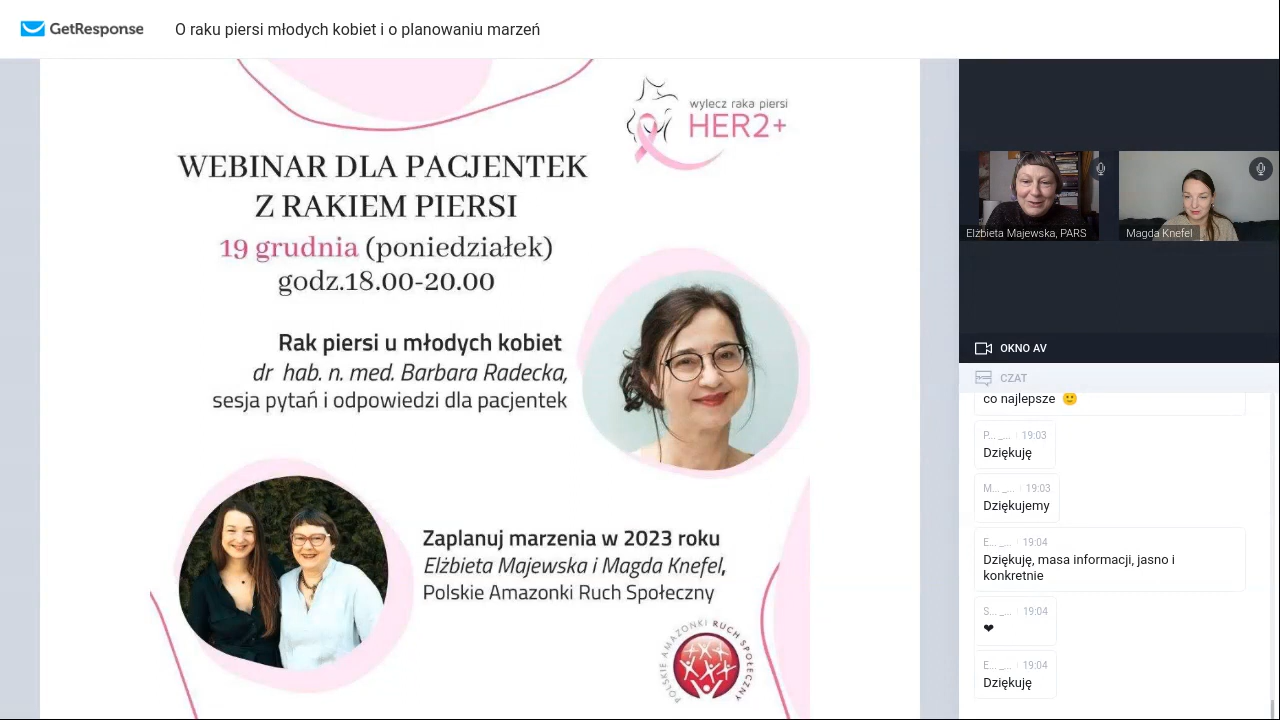 GetResponse
O raku piersi młodych kobiet i o planowaniu marzeń
wylecz raka piersi
HER2+
WEBINAR DLA PACJENTEK
Z RAKIEM PIERSI
19 grudnia (poniedziałek)
godz.18.00-20.00
Rak piersi u młodych kobiet
dr hab. n. med. Barbara Radecka,
sesja pytań i odpowiedzi dla pacjentek
Zaplanuj marzenia w 2023 roku
Elżbieta Majewska i Magda Knefel,
Polskie Amazonki Ruch Społeczny
POLSKIE AMAZONKI RUCH SPOŁECZNY
Elżbieta Majewska, PARS
Magda Knefel
OKNO AV
CZAT
co najlepsze 🙂
P... _... 19:03
Dziękuję
M... _... 19:03
Dziękujemy
E... _... 19:04
Dziękuję, masa informacji, jasno i
konkretnie
S... _... 19:04
❤
E... _... 19:04
Dziękuję